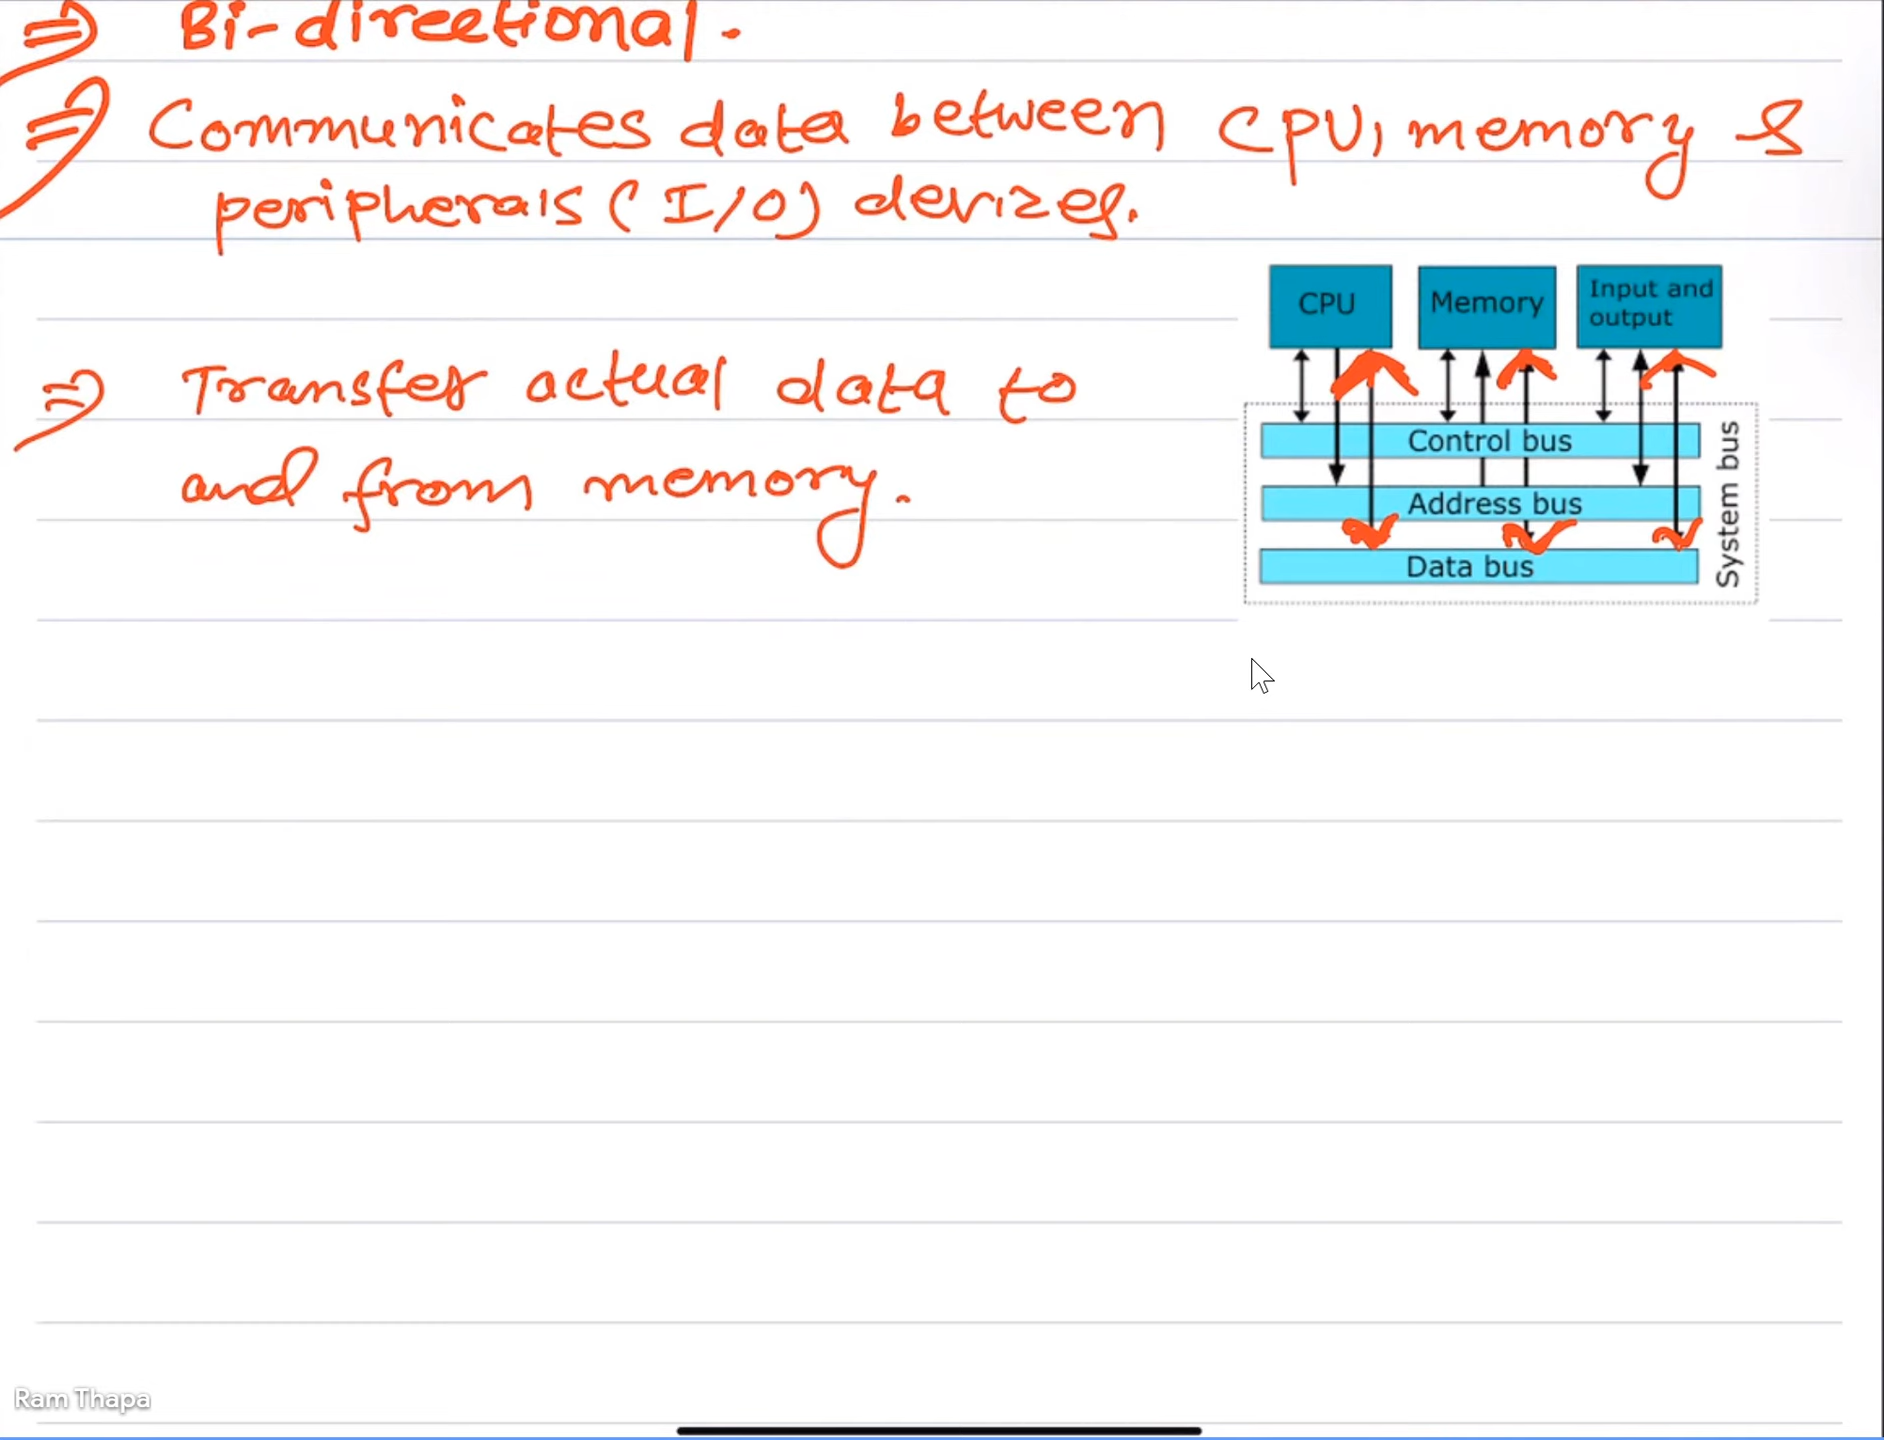 ⇒ Bi-directional.
⇒ Communicates data between CPU, memory &
peripherals (I/O) devizes.
⇒ Transfer actual data to
and from memory.
CPU
Memory
Input and
output
Control bus
Address bus
Data bus
System bus
Ram Thapa